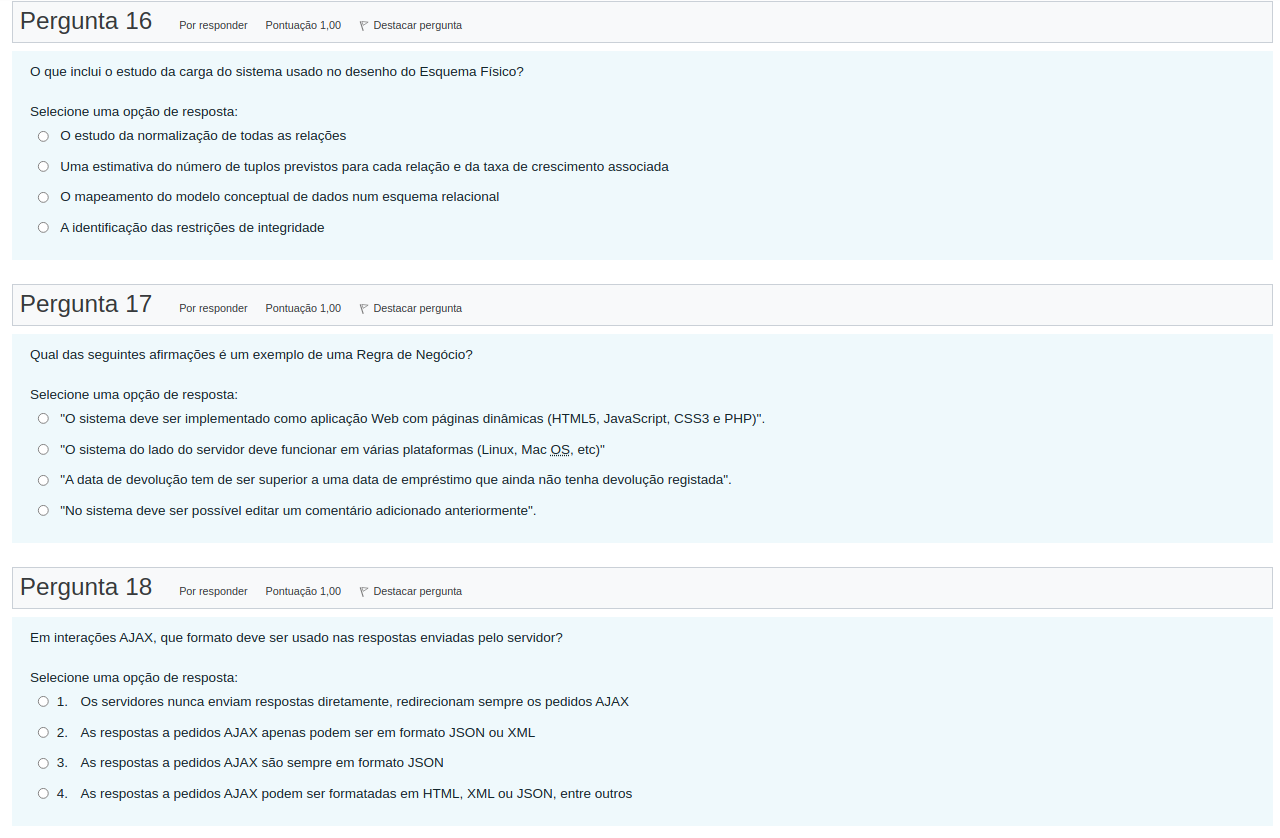 Pergunta 16 Por responder Pontuação 1,00 Destacar pergunta
O que inclui o estudo da carga do sistema usado no desenho do Esquema Físico?
Selecione uma opção de resposta:
O estudo da normalização de todas as relações
Uma estimativa do número de tuplos previstos para cada relação e da taxa de crescimento associada
O mapeamento do modelo conceptual de dados num esquema relacional
A identificação das restrições de integridade
Pergunta 17 Por responder Pontuação 1,00 Destacar pergunta
Qual das seguintes afirmações é um exemplo de uma Regra de Negócio?
Selecione uma opção de resposta:
"O sistema deve ser implementado como aplicação Web com páginas dinâmicas (HTML5, JavaScript, CSS3 e PHP)".
"O sistema do lado do servidor deve funcionar em várias plataformas (Linux, Mac OS, etc)"
"A data de devolução tem de ser superior a uma data de empréstimo que ainda não tenha devolução registada".
"No sistema deve ser possível editar um comentário adicionado anteriormente".
Pergunta 18 Por responder Pontuação 1,00 Destacar pergunta
Em interações AJAX, que formato deve ser usado nas respostas enviadas pelo servidor?
Selecione uma opção de resposta:
1. Os servidores nunca enviam respostas diretamente, redirecionam sempre os pedidos AJAX
2. As respostas a pedidos AJAX apenas podem ser em formato JSON ou XML
3. As respostas a pedidos AJAX são sempre em formato JSON
4. As respostas a pedidos AJAX podem ser formatadas em HTML, XML ou JSON, entre outros